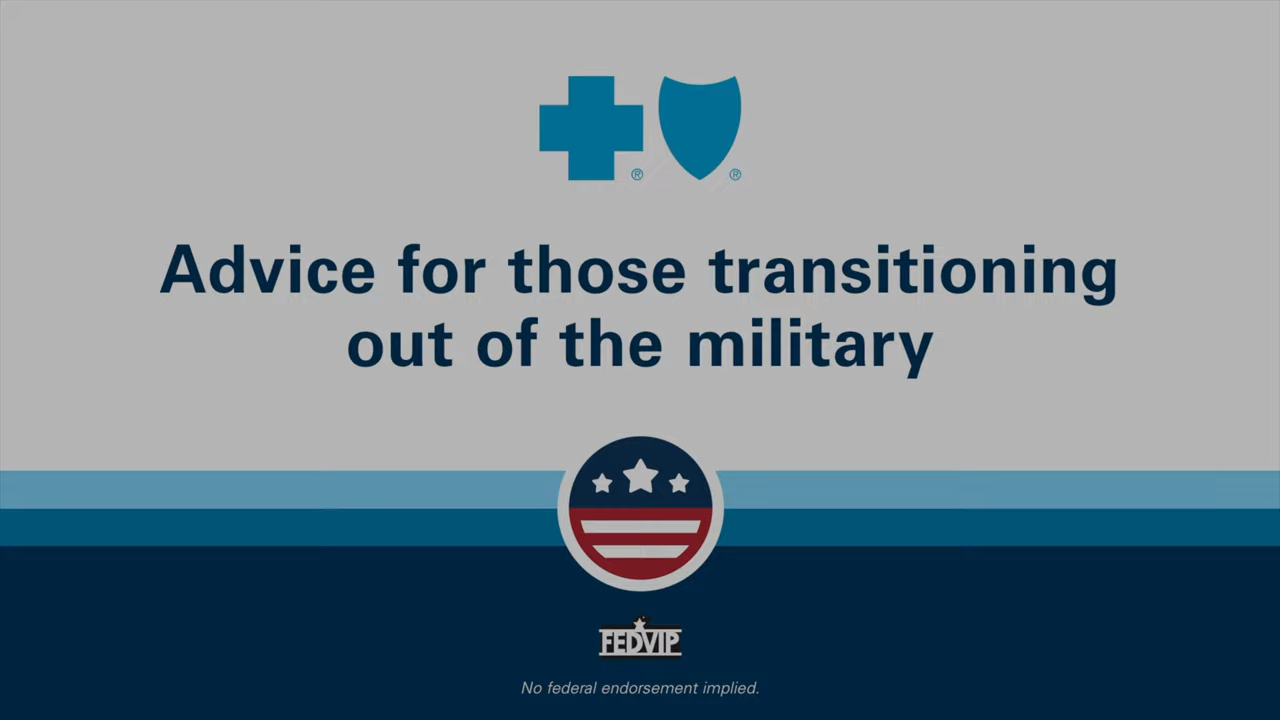 ® ®
Advice for those transitioning
out of the military
FEDVIP
No federal endorsement implied.